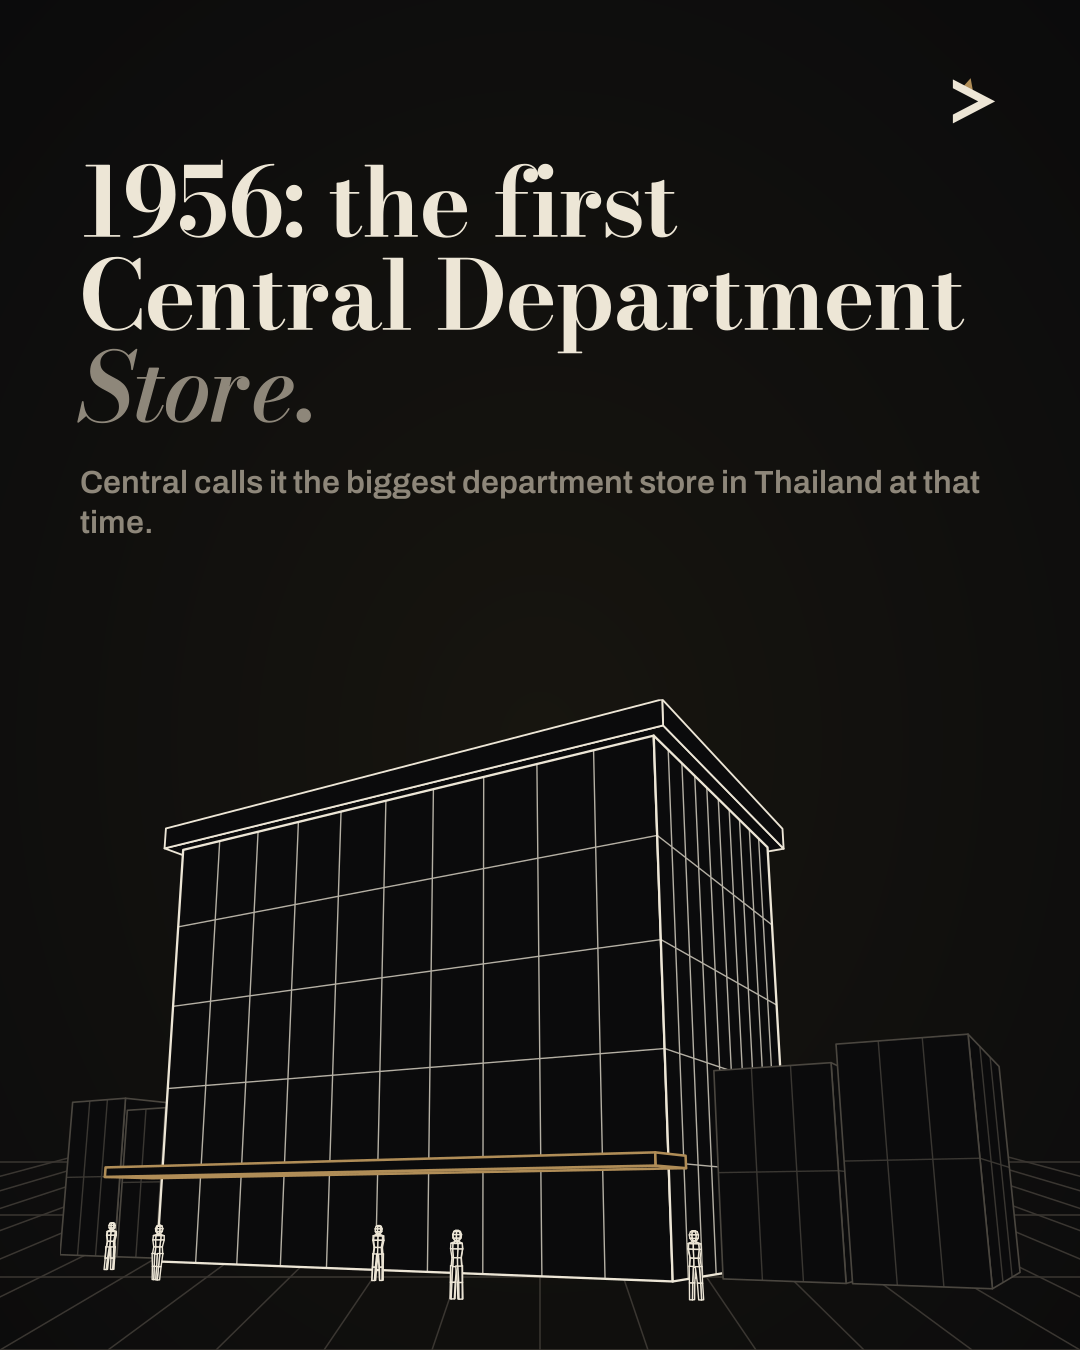 1956: the first
Central Department
Store.
Central calls it the biggest department store in Thailand at that
time.